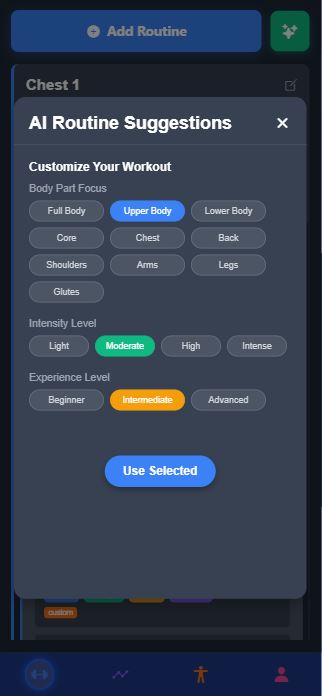 Add Routine
Chest 1
AI Routine Suggestions
Customize Your Workout
Body Part Focus
Full Body Upper Body Lower Body
Core Chest Back
Shoulders Arms Legs
Glutes
Intensity Level
Light Moderate High Intense
Experience Level
Beginner Intermediate Advanced
Use Selected
custom